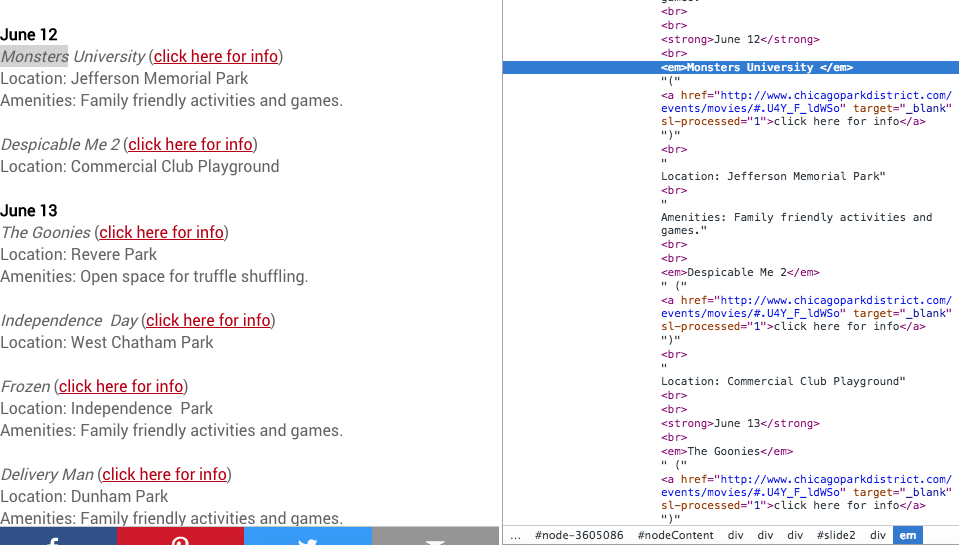 June 12
Monsters University (click here for info)
Location: Jefferson Memorial Park
Amenities: Family friendly activities and games.
Despicable Me 2 (click here for info)
Location: Commercial Club Playground
June 13
The Goonies (click here for info)
Location: Revere Park
Amenities: Open space for truffle shuffling.
Independence  Day (click here for info)
Location: West Chatham Park
Frozen (click here for info)
Location: Independence  Park
Amenities: Family friendly activities and games.
Delivery Man (click here for info)
Location: Dunham Park
Amenities: Family friendly activities and games.
games."
<br>
<br>
<strong>June 12</strong>
<br>
<em>Monsters University </em>
"("
<a href="http://www.chicagoparkdistrict.com/
events/movies/#.U4Y_F_ldWSo" target="_blank"
sl-processed="1">click here for info</a>
")"
<br>
"
Location: Jefferson Memorial Park"
<br>
"
Amenities: Family friendly activities and
games."
<br>
<br>
<em>Despicable Me 2</em>
" ("
<a href="http://www.chicagoparkdistrict.com/
events/movies/#.U4Y_F_ldWSo" target="_blank"
sl-processed="1">click here for info</a>
")"
<br>
"
Location: Commercial Club Playground"
<br>
<br>
<strong>June 13</strong>
<br>
<em>The Goonies</em>
" ("
<a href="http://www.chicagoparkdistrict.com/
events/movies/#.U4Y_F_ldWSo" target="_blank"
sl-processed="1">click here for info</a>
")"
... #node-3605086 #nodeContent div div div #slide2 div em